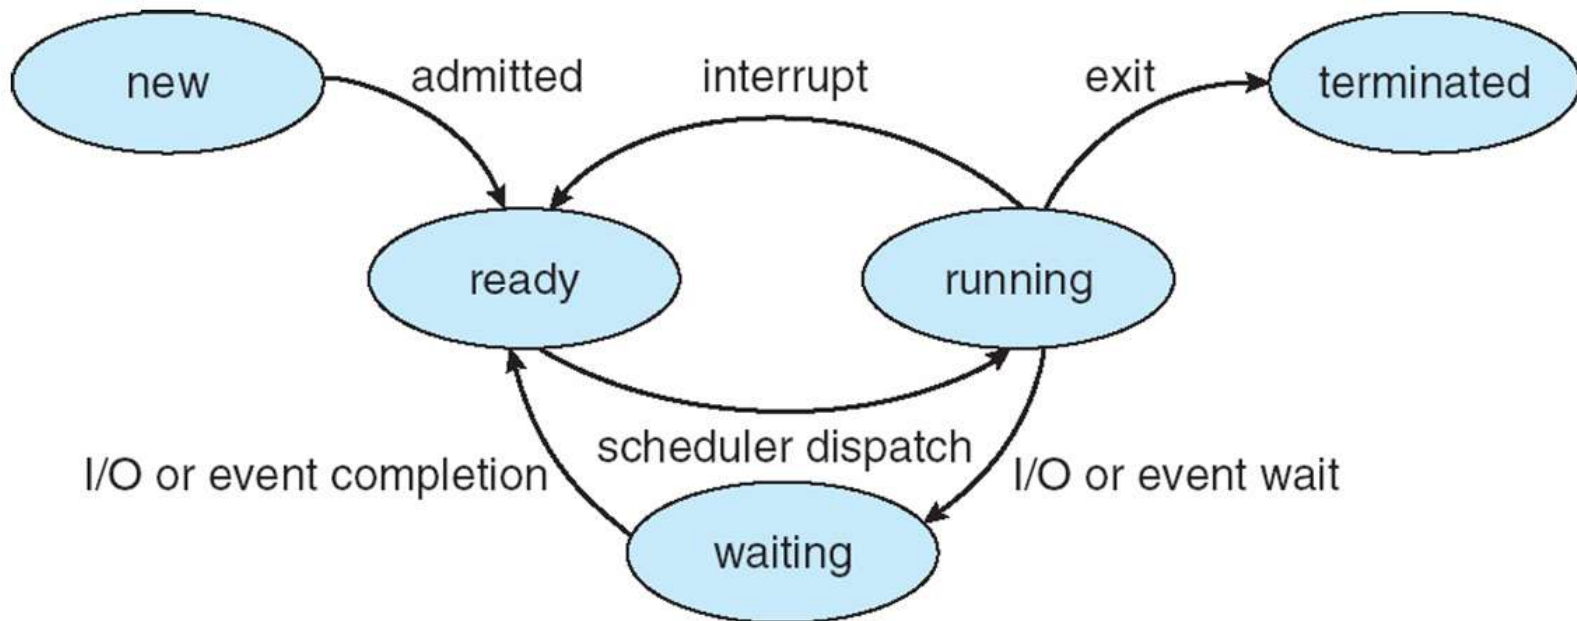 new
admitted
interrupt
exit
terminated
ready
running
scheduler dispatch
I/O or event completion
I/O or event wait
waiting